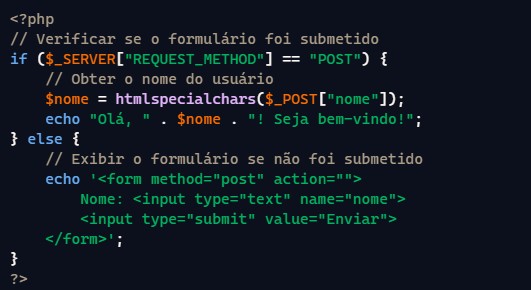 <?php
// Verificar se o formulário foi submetido
if ($_SERVER["REQUEST_METHOD"] == "POST") {
    // Obter o nome do usuário
    $nome = htmlspecialchars($_POST["nome"]);
    echo "Olá, " . $nome . "! Seja bem-vindo!";
} else {
    // Exibir o formulário se não foi submetido
    echo '<form method="post" action="">
        Nome: <input type="text" name="nome">
        <input type="submit" value="Enviar">
    </form>';
}
?>